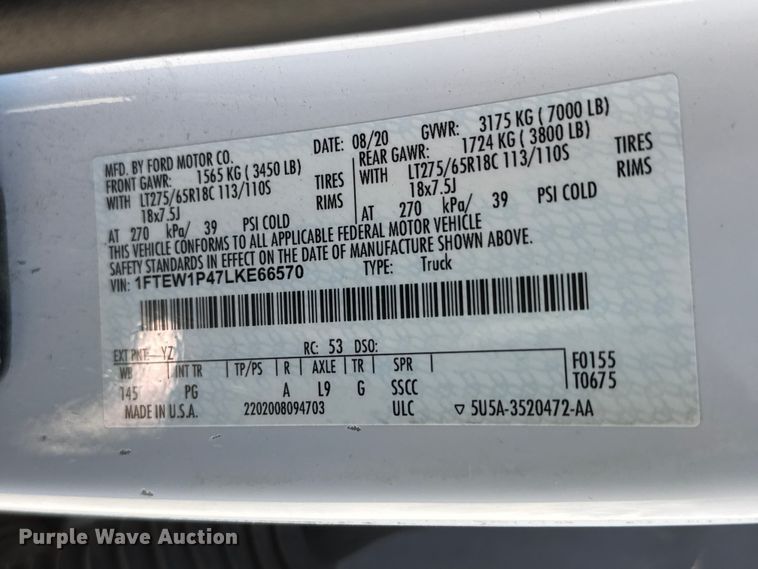 MFD. BY FORD MOTOR CO. DATE: 08/20 GVWR: 3175 KG ( 7000 LB)
FRONT GAWR: 1565 KG ( 3450 LB) REAR GAWR: 1724 KG ( 3800 LB)
WITH LT275/65R18C 113/110S TIRES WITH LT275/65R18C 113/110S TIRES
18x7.5J RIMS 18x7.5J RIMS
AT 270 kPa/ 39 PSI COLD AT 270 kPa/ 39 PSI COLD
THIS VEHICLE CONFORMS TO ALL APPLICABLE FEDERAL MOTOR VEHICLE
SAFETY STANDARDS IN EFFECT ON THE DATE OF MANUFACTURE SHOWN ABOVE.
VIN: 1FTEW1P47LKE66570 TYPE: Truck
EXT PNT: YZ RC: 53 DSO:
WB INT TR TP/PS R AXLE TR SPR F0155
145 PG A L9 G SSCC T0675
MADE IN U.S.A. 2202008094703 ULC ▽ 5U5A-3520472-AA
Purple Wave Auction